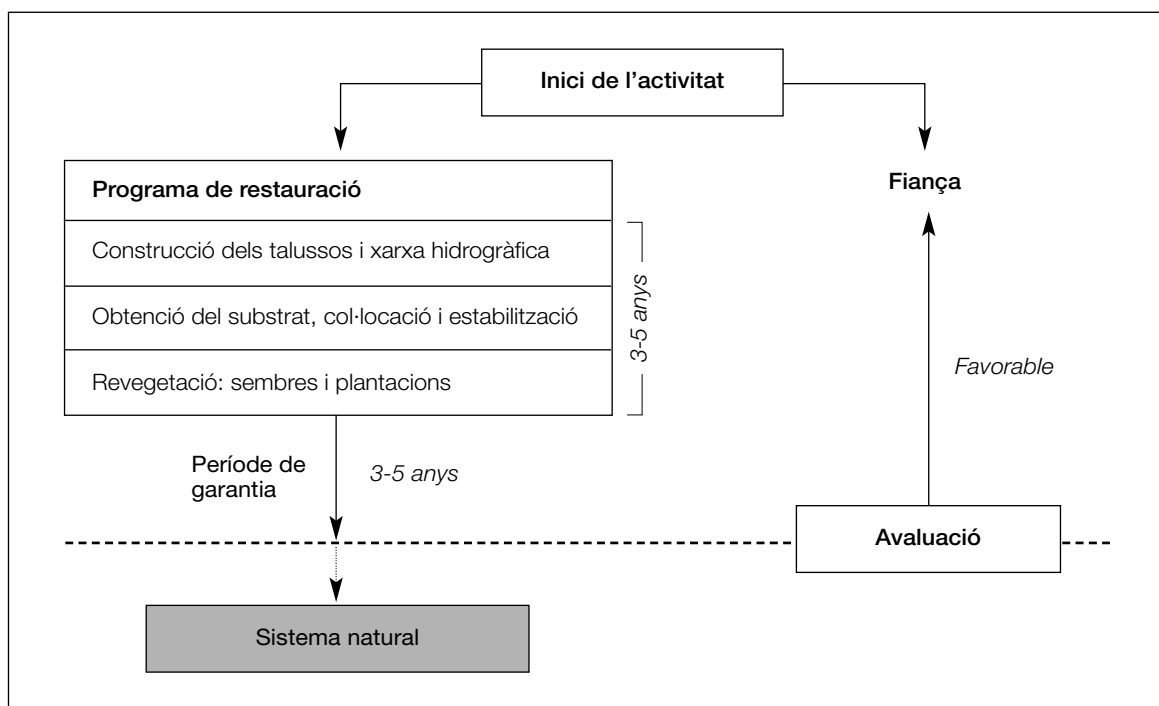 Inici de l’activitat
Programa de restauració
Fiança
Construcció dels talussos i xarxa hidrogràfica
Obtenció del substrat, col·locació i estabilització
Revegetació: sembres i plantacions
3-5 anys
Favorable
Període de
garantia
3-5 anys
Avaluació
Sistema natural